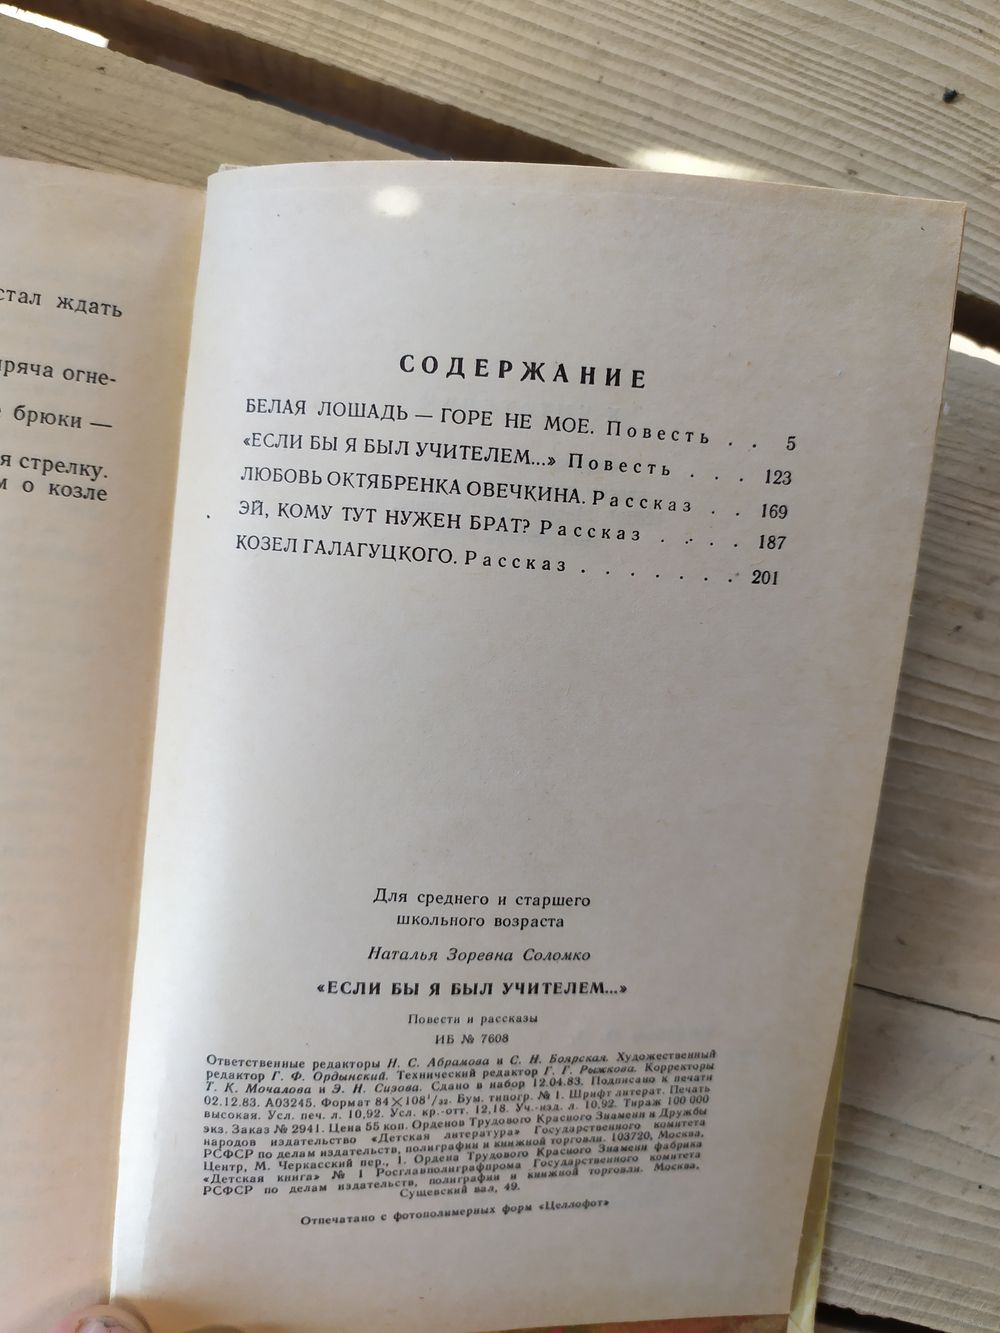 стал ждать
пряча огне-
брюки —
я стрелку.
м о козле
СОДЕРЖАНИЕ
БЕЛАЯ ЛОШАДЬ — ГОРЕ НЕ МОЕ. Повесть . . 5
«ЕСЛИ БЫ Я БЫЛ УЧИТЕЛЕМ...» Повесть . . . 123
ЛЮБОВЬ ОКТЯБРЕНКА ОВЕЧКИНА. Рассказ . . 169
ЭЙ, КОМУ ТУТ НУЖЕН БРАТ? Рассказ . . . . 187
КОЗЕЛ ГАЛАГУЦКОГО. Рассказ . . . . . . . 201
Для среднего и старшего
школьного возраста
Наталья Зоревна Соломко
«ЕСЛИ БЫ Я БЫЛ УЧИТЕЛЕМ...»
Повести и рассказы
ИБ № 7608
Ответственные редакторы Н. С. Абрамова и С. Н. Боярская. Художественный
редактор Г. Ф. Ордынский. Технический редактор Г. Г. Рыжкова. Корректоры
Т. К. Мочалова и Э. Н. Сизова. Сдано в набор 12.04.83. Подписано к печати
02.12.83. А03245. Формат 84×108¹/₃₂. Бум. типогр. № 1. Шрифт литерат. Печать
высокая. Усл. печ. л. 10,92. Усл. кр.-отт. 12,18. Уч.-изд. л. 10,92. Тираж 100 000
экз. Заказ № 2941. Цена 55 коп. Орденов Трудового Красного Знамени и Дружбы
народов издательство «Детская литература» Государственного комитета
РСФСР по делам издательств, полиграфии и книжной торговли. 103720, Москва,
Центр, М. Черкасский пер., 1. Ордена Трудового Красного Знамени фабрика
«Детская книга» № 1 Росглавполиграфпрома Государственного комитета
РСФСР по делам издательств, полиграфии и книжной торговли. Москва,
Сущевский вал, 49.
Отпечатано с фотополимерных форм «Целлофот»